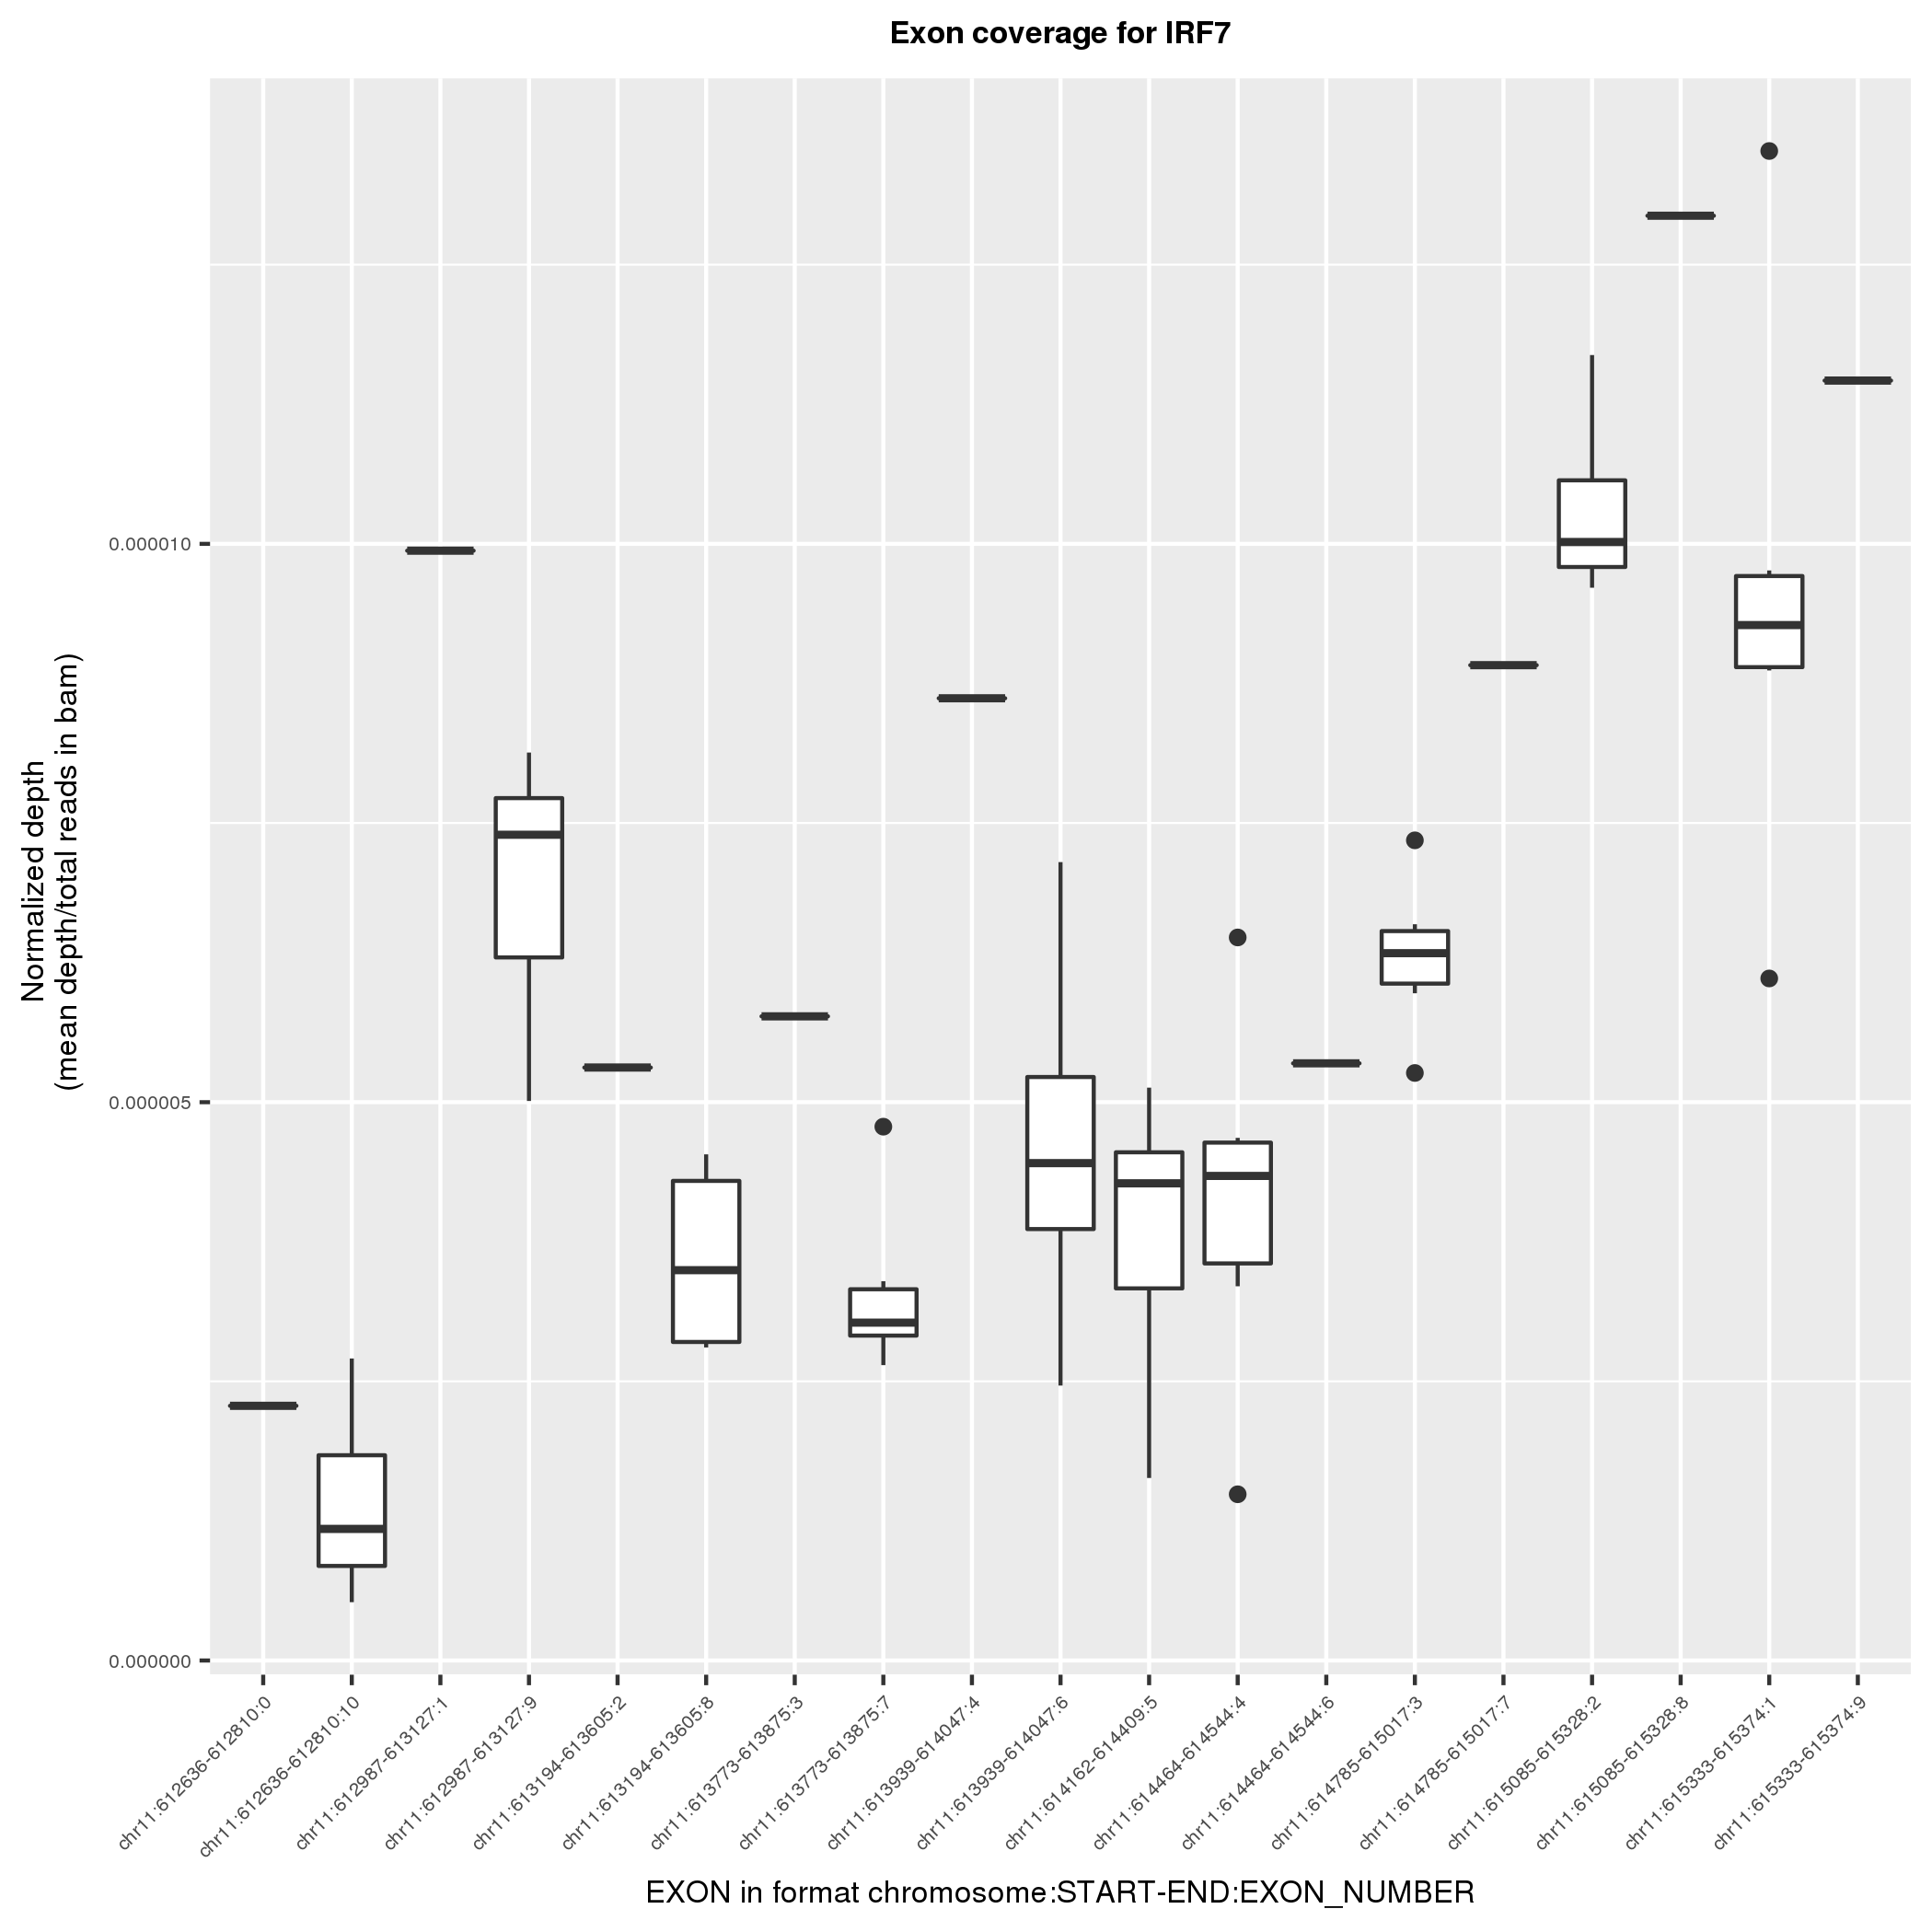 Exon coverage for IRF7
Normalized depth
(mean depth/total reads in bam)
0.000010
0.000005
0.000000
chr11:612636-612810:0
chr11:612636-612810:10
chr11:612987-613127:1
chr11:612987-613127:9
chr11:613194-613605:2
chr11:613194-613605:8
chr11:613773-613875:3
chr11:613773-613875:7
chr11:613939-614047:4
chr11:613939-614047:6
chr11:614162-614409:5
chr11:614464-614544:4
chr11:614464-614544:6
chr11:614785-615017:3
chr11:614785-615017:7
chr11:615085-615328:2
chr11:615085-615328:8
chr11:615333-615374:1
chr11:615333-615374:9
EXON in format chromosome:START-END:EXON_NUMBER